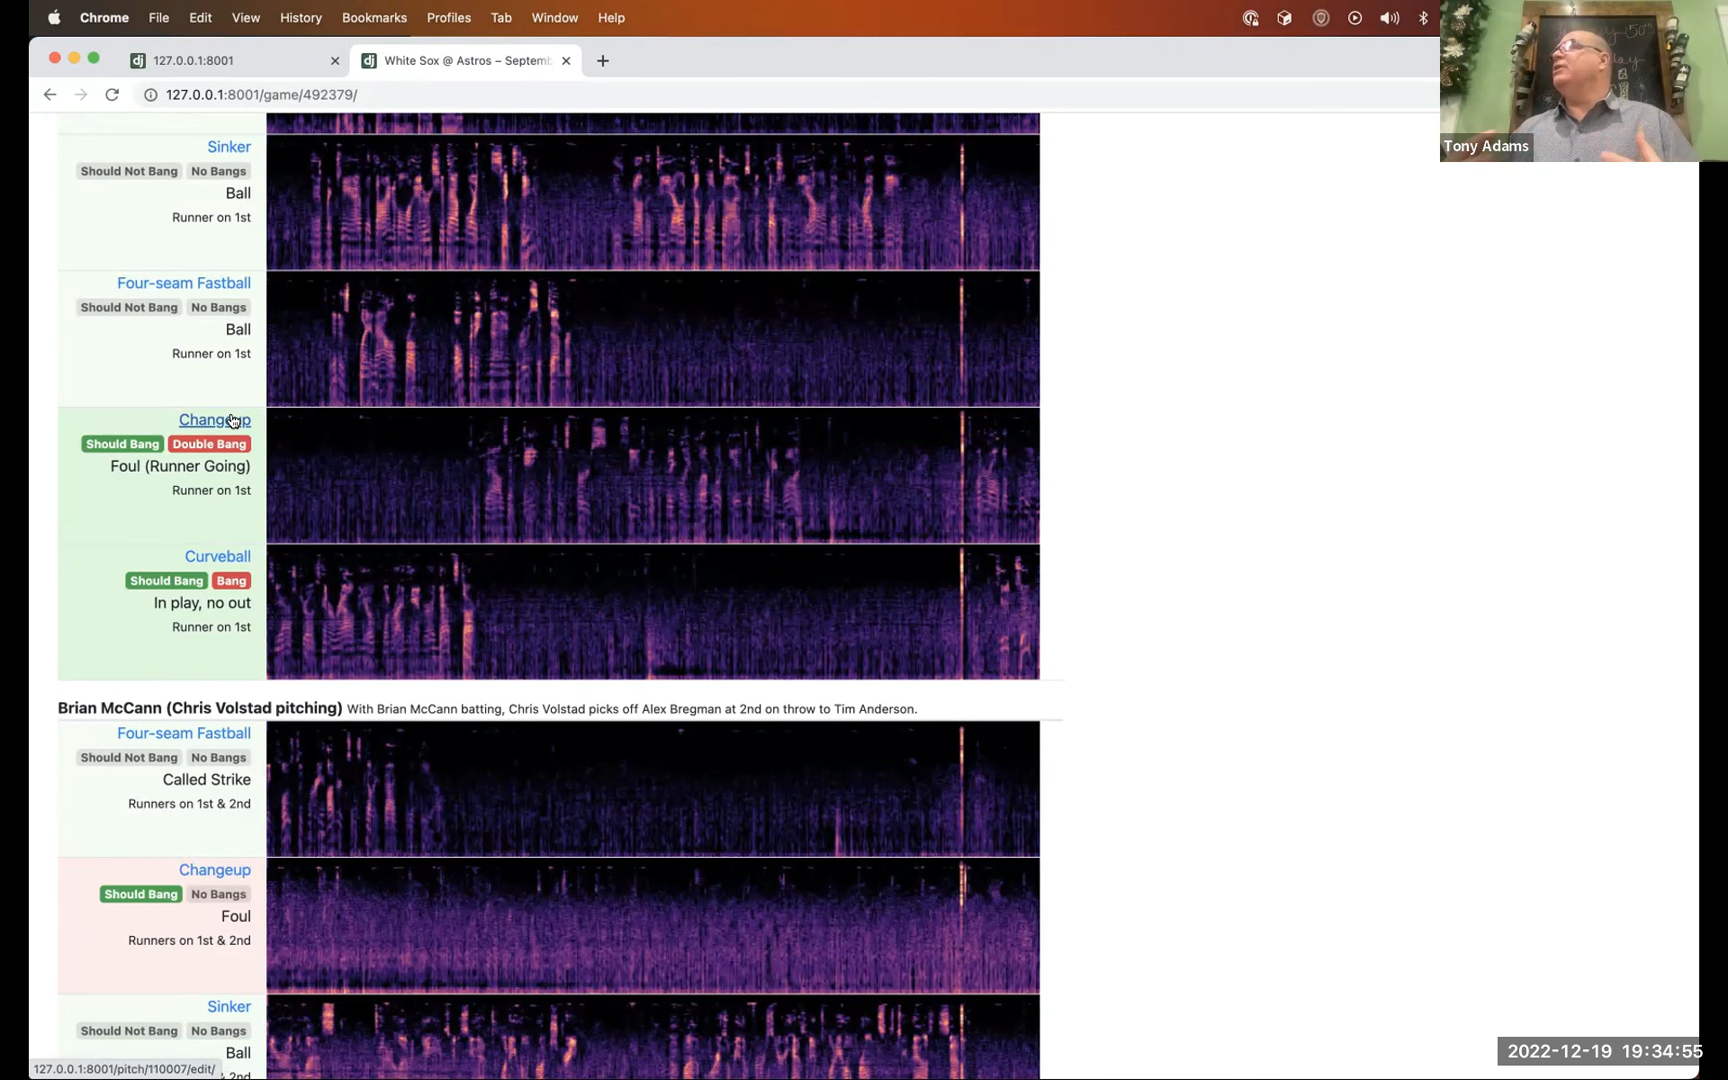 Chrome File Edit View History Bookmarks Profiles Tab Window Help
dj 127.0.0.1:8001 × dj White Sox @ Astros – Septemb × +
127.0.0.1:8001/game/492379/
Tony Adams
Sinker
Should Not Bang No Bangs
Ball
Runner on 1st
Four-seam Fastball
Should Not Bang No Bangs
Ball
Runner on 1st
Changeup
Should Bang Double Bang
Foul (Runner Going)
Runner on 1st
Curveball
Should Bang Bang
In play, no out
Runner on 1st
Brian McCann (Chris Volstad pitching) With Brian McCann batting, Chris Volstad picks off Alex Bregman at 2nd on throw to Tim Anderson.
Four-seam Fastball
Should Not Bang No Bangs
Called Strike
Runners on 1st & 2nd
Changeup
Should Bang No Bangs
Foul
Runners on 1st & 2nd
Sinker
Should Not Bang No Bangs
Ball
2nd
127.0.0.1:8001/pitch/110007/edit/
2022-12-19 19:34:55